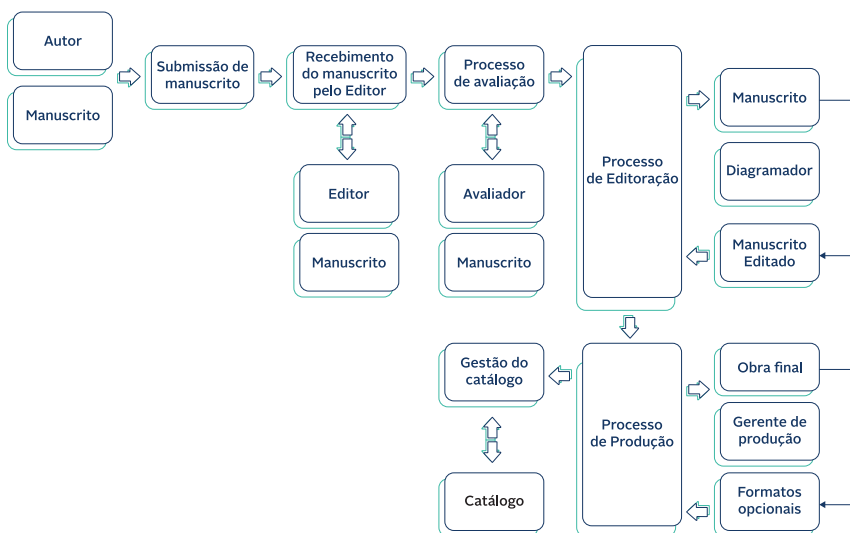 Autor
Manuscrito
Submissão de
manuscrito
Recebimento
do manuscrito
pelo Editor
Editor
Manuscrito
Processo
de avaliação
Avaliador
Manuscrito
Processo
de Editoração
Manuscrito
Diagramador
Manuscrito
Editado
Processo
de Produção
Obra final
Gerente de
produção
Formatos
opcionais
Gestão do
catálogo
Catálogo